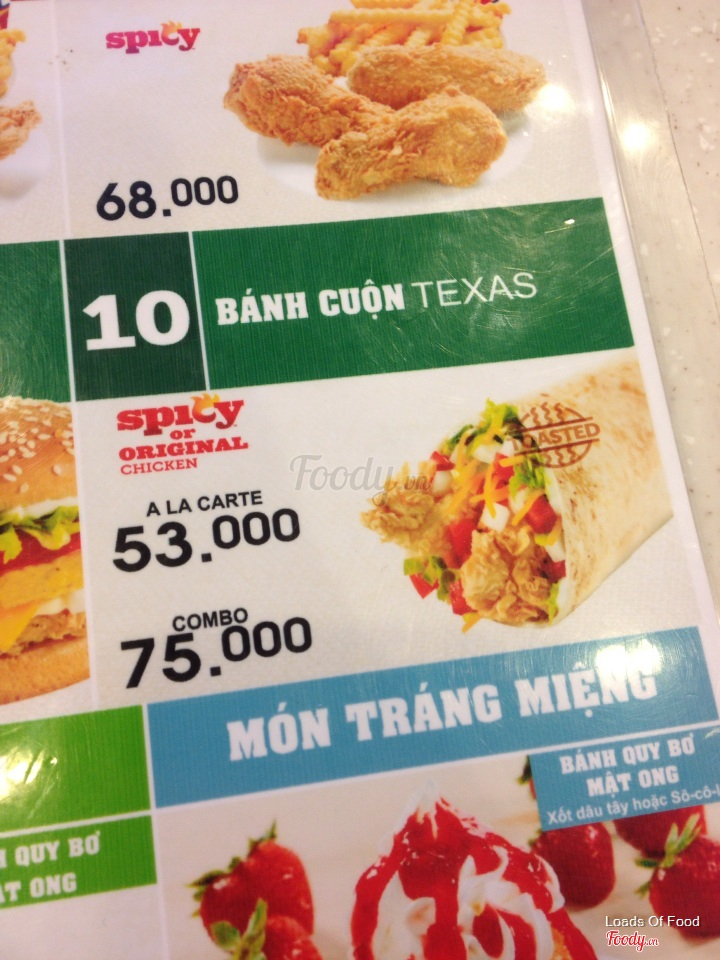 spicy
68.000
10
BÁNH CUỘN TEXAS
spicy
or
ORIGINAL
CHICKEN
A LA CARTE
53.000
COMBO
75.000
TOASTED
Foody.vn
MÓN TRÁNG MIỆNG
BÁNH QUY BƠ
MẬT ONG
Xốt dâu tây hoặc Sô-cô-l
QUY BƠ
ẬT ONG
Loads Of Food
Foody.vn